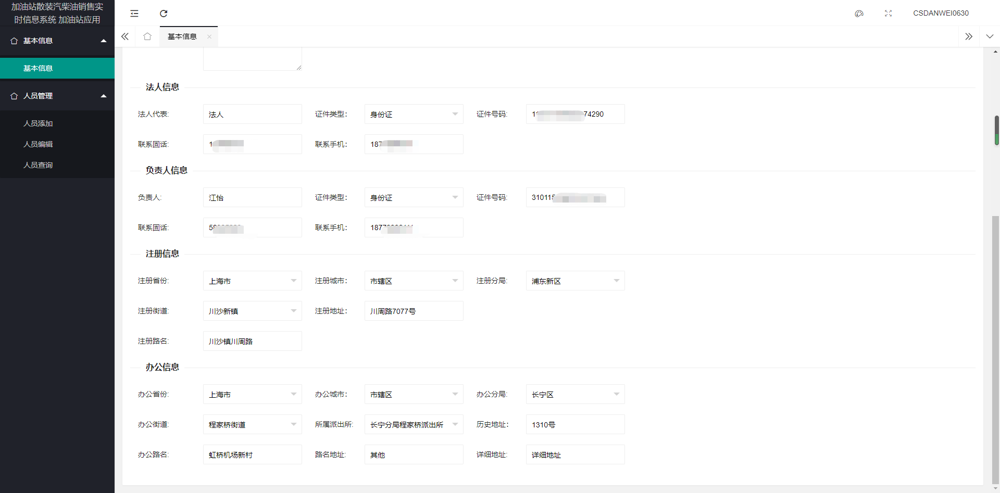 加油站散装汽柴油销售实
时信息系统 加油站应用
CSDANWEI0630
基本信息
基本信息
基本信息
人员管理
人员添加
人员编辑
人员查询
法人信息
法人代表: 法人 证件类型: 身份证 证件号码: 1 74290
联系固话: 1 联系手机: 187
负责人信息
负责人: 江怡 证件类型: 身份证 证件号码: 310115
联系固话: 58 联系手机: 1877
注册信息
注册省份: 上海市 注册城市: 市辖区 注册分局: 浦东新区
注册街道: 川沙新镇 注册地址: 川周路7077号
注册路名: 川沙镇川周路
办公信息
办公省份: 上海市 办公城市: 市辖区 办公分局: 长宁区
办公街道: 程家桥街道 所属派出所: 长宁分局程家桥派出所 历史地址: 1310号
办公路名: 虹桥机场新村 路名地址: 其他 详细地址: 详细地址